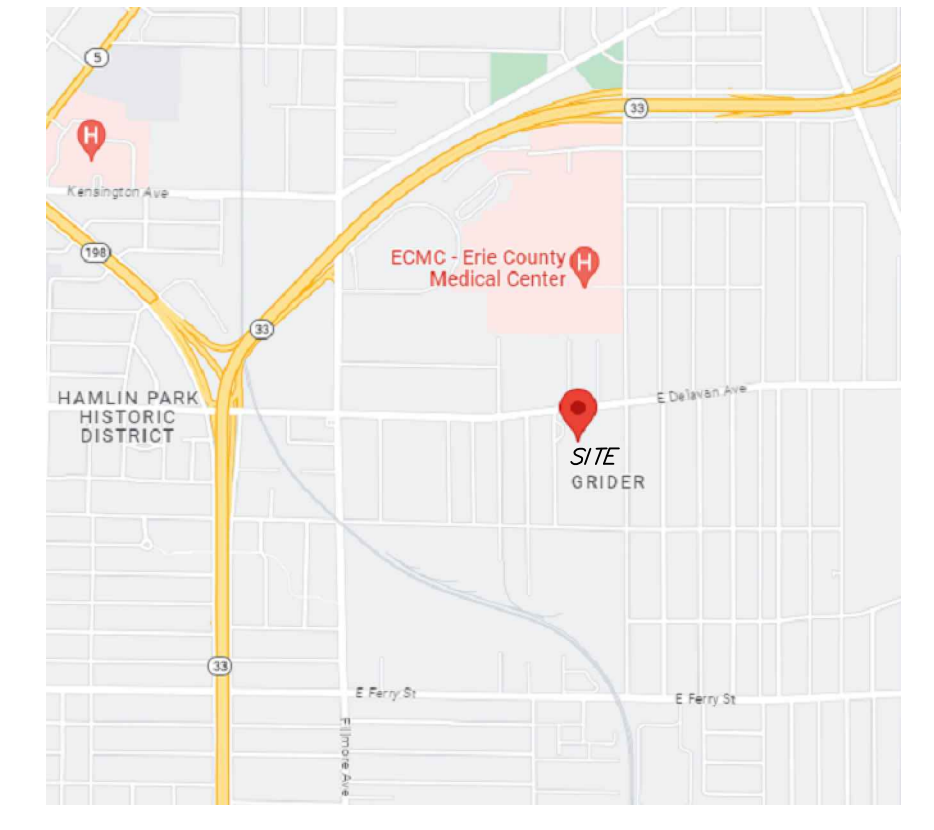 5
33
H
Kensington Ave
198
ECMC - Erie County
Medical Center
H
33
HAMLIN PARK
HISTORIC
DISTRICT
E Delavan Ave
SITE
GRIDER
33
E Ferry St
E Ferry St
Fillmore Ave